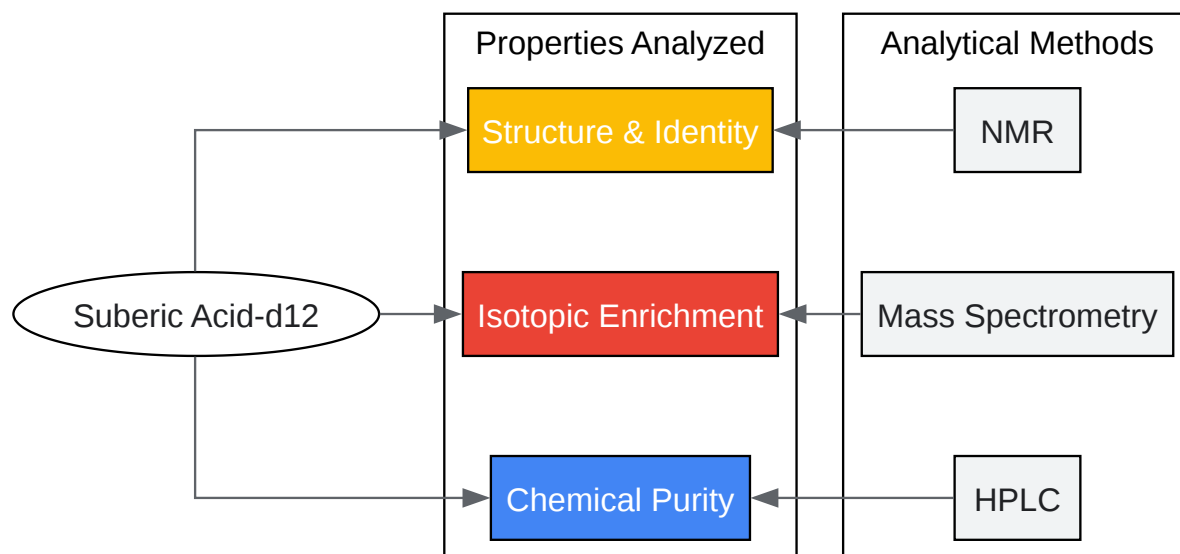 Properties Analyzed
Analytical Methods
Structure & Identity
NMR
Suberic Acid-d12
Isotopic Enrichment
Mass Spectrometry
Chemical Purity
HPLC